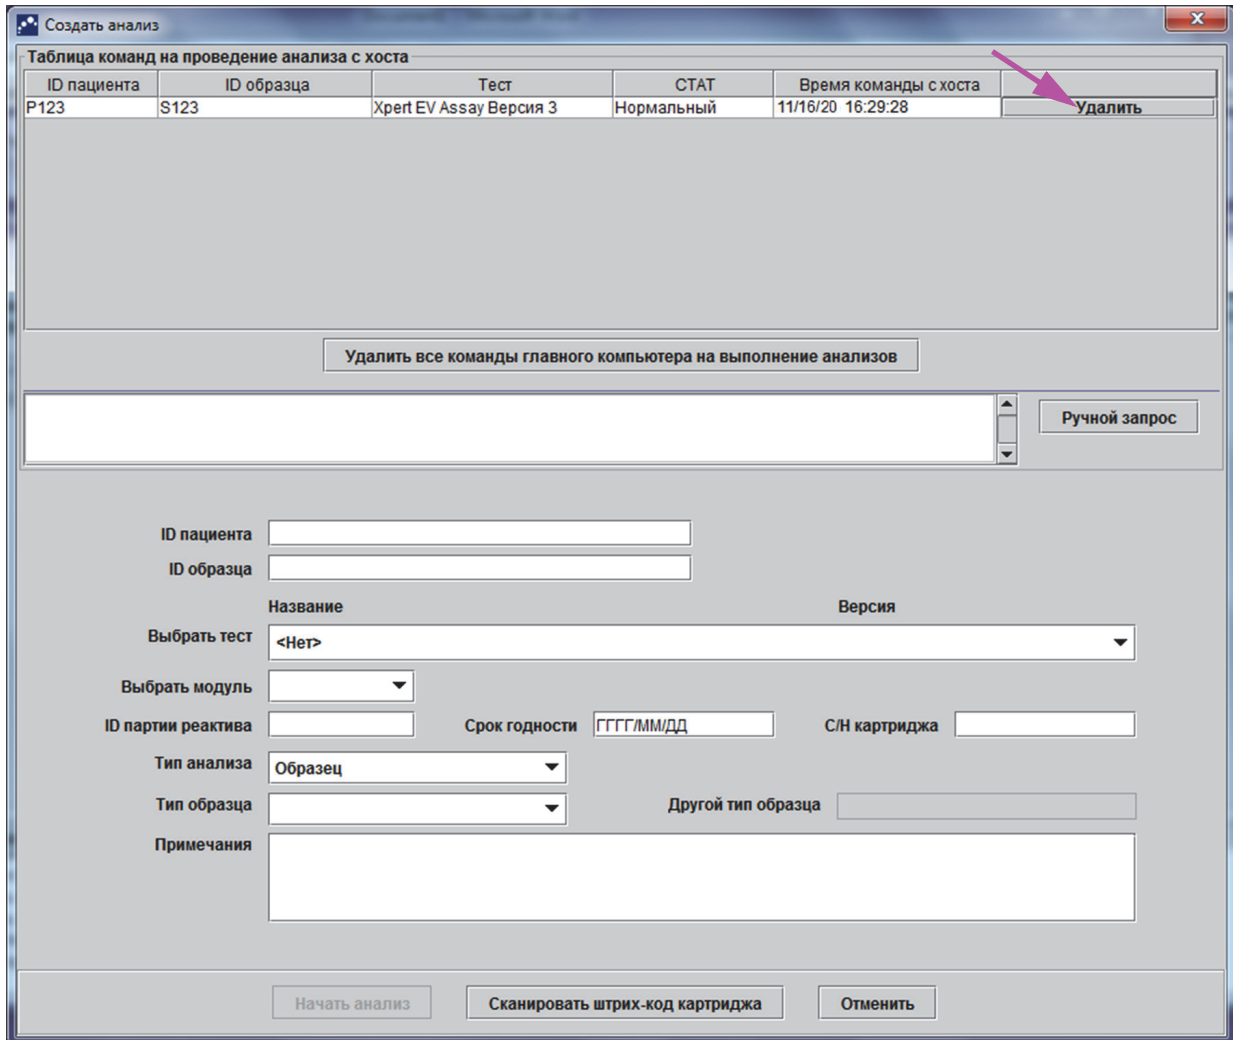 Создать анализ
Таблица команд на проведение анализа с хоста
ID пациента ID образца Тест СТАТ Время команды с хоста
P123 S123 Xpert EV Assay Версия 3 Нормальный 11/16/20 16:29:28 Удалить
Удалить все команды главного компьютера на выполнение анализов
Ручной запрос
ID пациента
ID образца
Название Версия
Выбрать тест <Нет>
Выбрать модуль
ID партии реактива Срок годности ГГГГ/ММ/ДД С/Н картриджа
Тип анализа Образец
Тип образца Другой тип образца
Примечания
Начать анализ Сканировать штрих-код картриджа Отменить